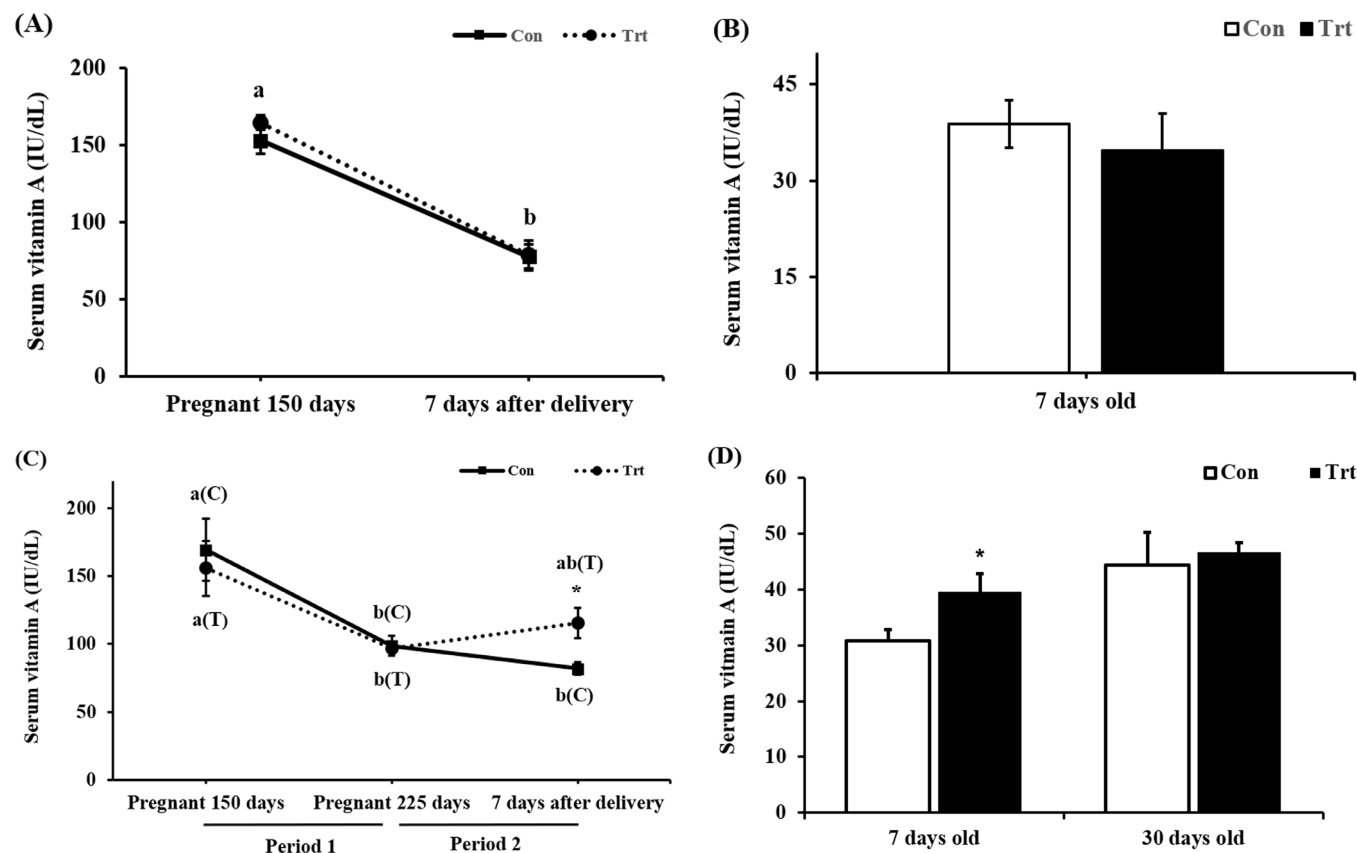 (A)
Con Trt
Serum vitamin A (IU/dL)
200
150
100
50
0
a
b
Pregnant 150 days 7 days after delivery
(B)
Con Trt
Serum vitamin A (IU/dL)
45
30
15
0
7 days old
(C)
Con Trt
Serum vitamin A (IU/dL)
200
150
100
50
0
a(C)
a(T)
b(C)
b(T)
ab(T)
*
b(C)
Pregnant 150 days Pregnant 225 days 7 days after delivery
Period 1 Period 2
(D)
Con Trt
Serum vitmain A (IU/dL)
60
50
40
30
20
10
0
*
7 days old 30 days old